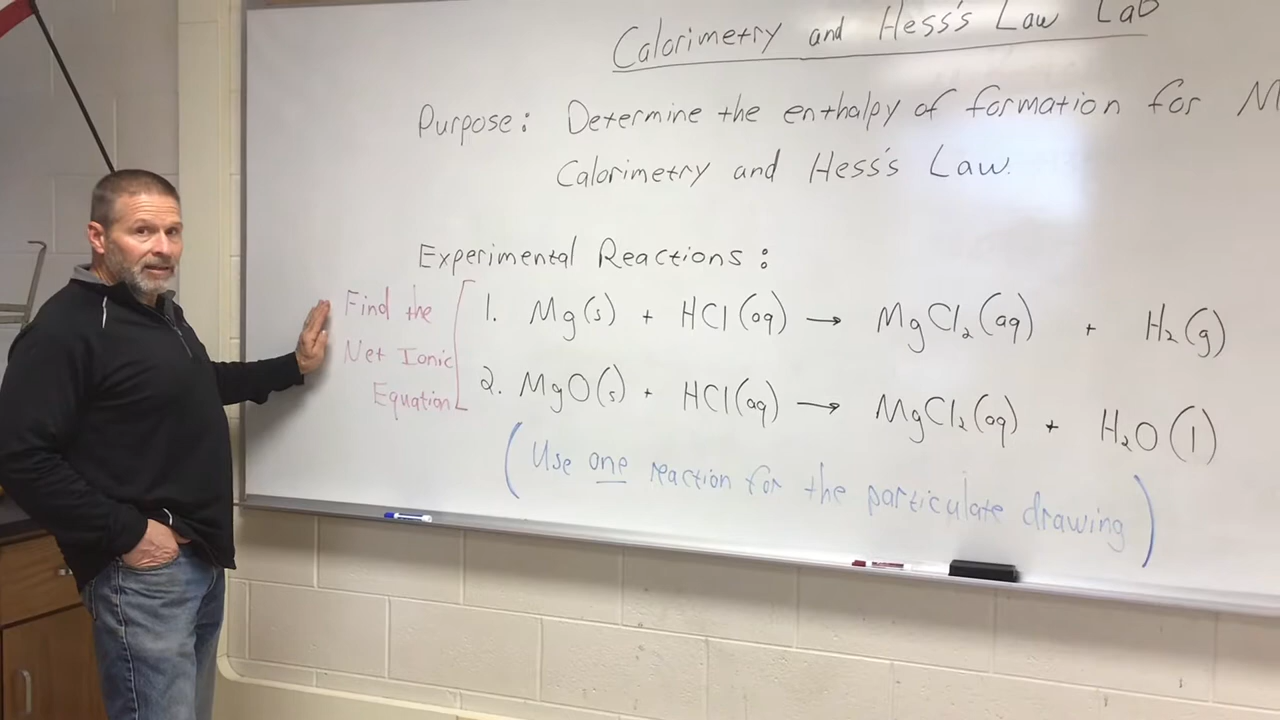 Calorimetry and Hess's Law Lab
Purpose: Determine the enthalpy of formation for M
Calorimetry and Hess's Law.
Experimental Reactions:
Find the
Net Ionic
Equation
1. Mg(s) + HCl(aq) → MgCl₂(aq) + H₂(g)
2. MgO(s) + HCl(aq) → MgCl₂(aq) + H₂O(l)
(Use one reaction for the particulate drawing)